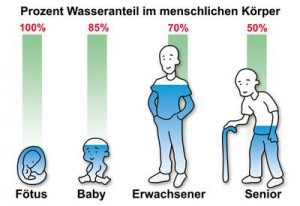 Prozent Wasseranteil im menschlichen Körper
100% 85% 70% 50%
Fötus Baby Erwachsener Senior